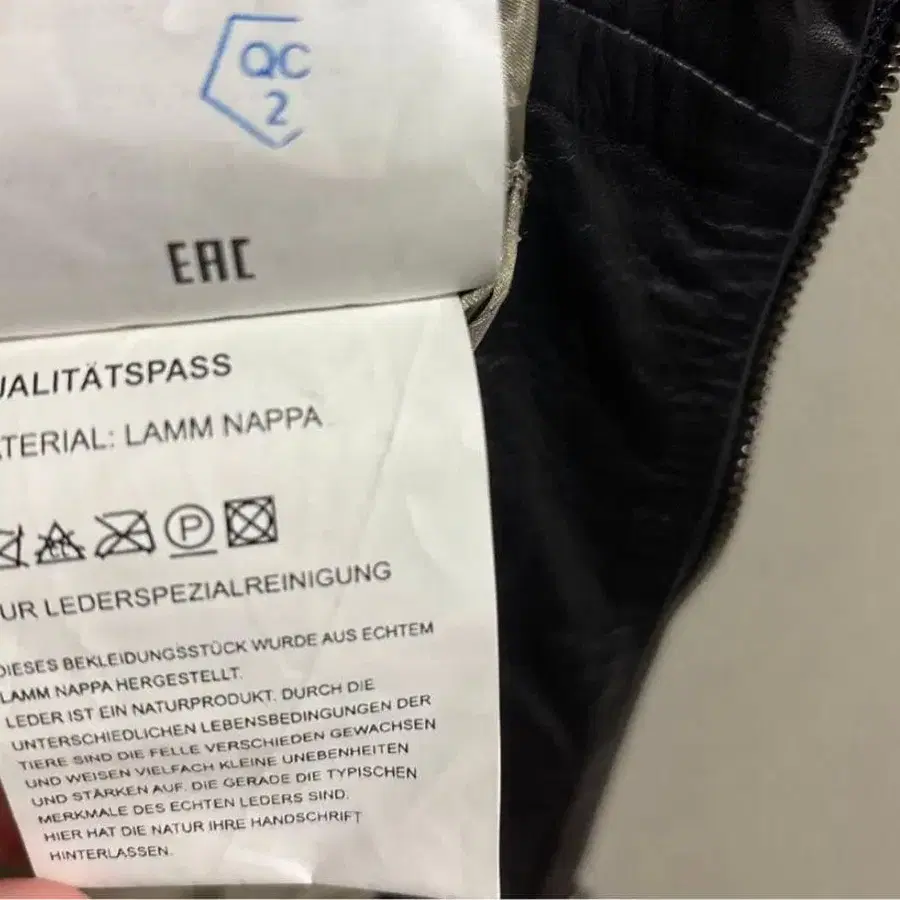 QC
2
EAC
UALITÄTSPASS
TERIAL: LAMM NAPPA
P
UR LEDERSPEZIALREINIGUNG
DIESES BEKLEIDUNGSSTÜCK WURDE AUS ECHTEM
LAMM NAPPA HERGESTELLT.
LEDER IST EIN NATURPRODUKT. DURCH DIE
UNTERSCHIEDLICHEN LEBENSBEDINGUNGEN DER
TIERE SIND DIE FELLE VERSCHIEDEN GEWACHSEN
UND WEISEN VIELFACH KLEINE UNEBENHEITEN
UND STÄRKEN AUF. DIE GERADE DIE TYPISCHEN
MERKMALE DES ECHTEN LEDERS SIND.
HIER HAT DIE NATUR IHRE HANDSCHRIFT
HINTERLASSEN.